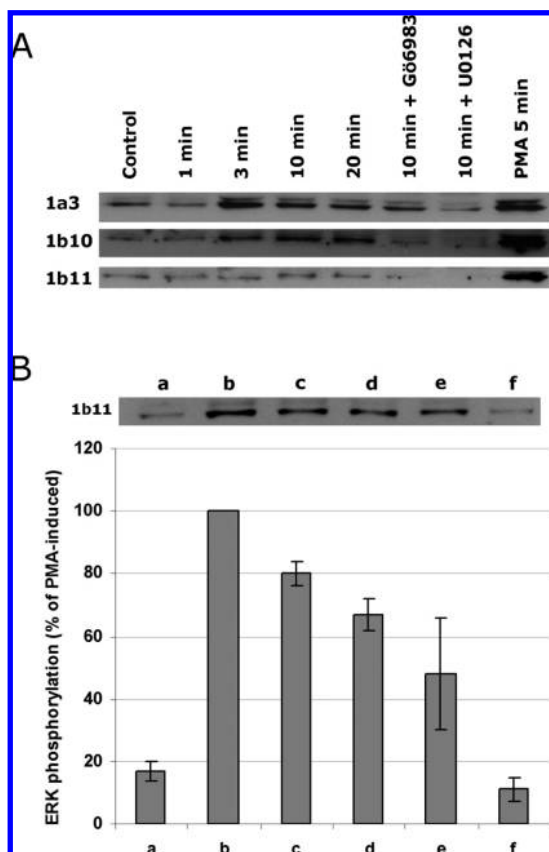 A
Control
1 min
3 min
10 min
20 min
10 min + Gö6983
10 min + U0126
PMA 5 min
1a3
1b10
1b11
B
a b c d e f
1b11
ERK phosphorylation (% of PMA-induced)
120
100
80
60
40
20
0
a b c d e f